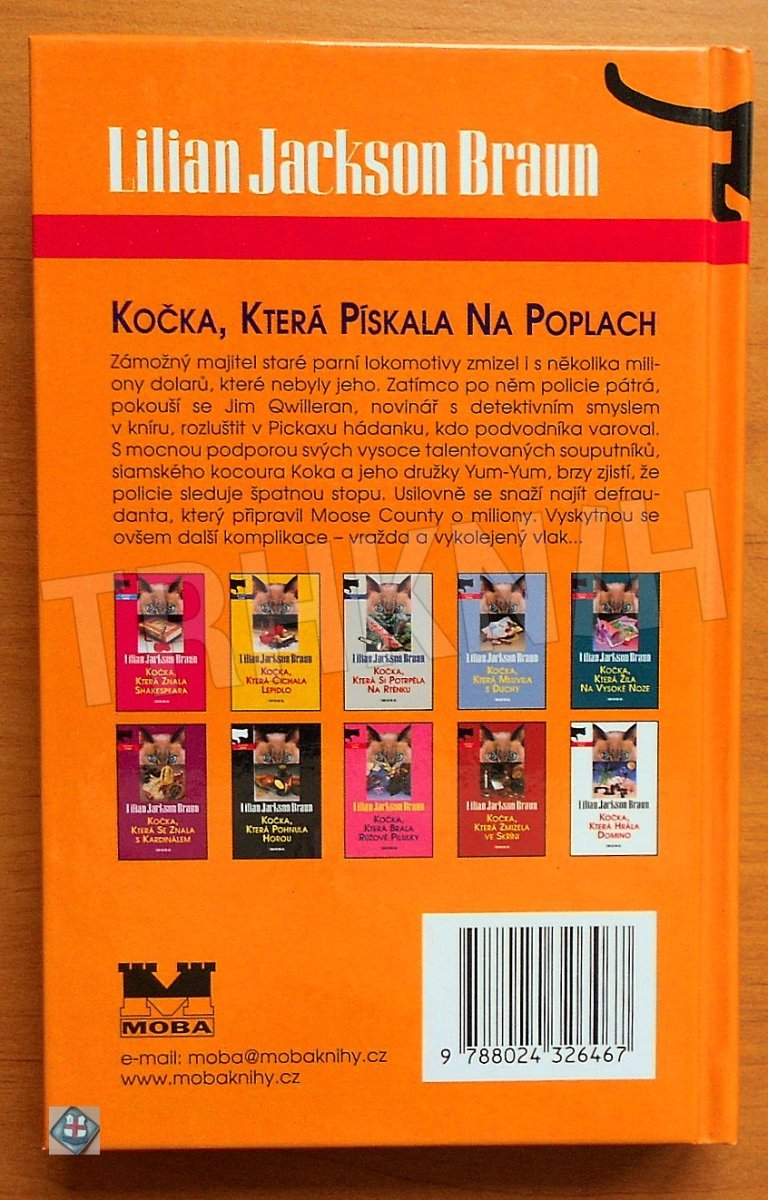 Lilian Jackson Braun
KOČKA, KTERÁ PÍSKALA NA POPLACH
Zámožný majitel staré parní lokomotivy zmizel i s několika mili-
ony dolarů, které nebyly jeho. Zatímco po něm policie pátrá,
pokouší se Jim Qwilleran, novinář s detektivním smyslem
v kníru, rozluštit v Pickaxu hádanku, kdo podvodníka varoval.
S mocnou podporou svých vysoce talentovaných souputníků,
siamského kocoura Koka a jeho družky Yum-Yum, brzy zjistí, že
policie sleduje špatnou stopu. Usilovně se snaží najít defrau-
danta, který připravil Moose County o miliony. Vyskytnou se
ovšem další komplikace – vražda a vykolejený vlak...
TRHKNIH
Lilian Jackson Braun
KOČKA,
KTERÁ ZNALA
SHAKESPEARA
Lilian Jackson Braun
KOČKA,
KTERÁ ČICHALA
LEPIDLO
Lilian Jackson Braun
KOČKA,
KTERÁ SI POTRPĚLA
NA RTĚNKU
Lilian Jackson Braun
KOČKA,
KTERÁ MLUVILA
S DUCHY
Lilian Jackson Braun
KOČKA,
KTERÁ ŽILA
NA VYSOKÉ NOZE
Lilian Jackson Braun
KOČKA,
KTERÁ SE ZNALA
S KARDINÁLEM
Lilian Jackson Braun
KOČKA,
KTERÁ POHNULA
HOROU
Lilian Jackson Braun
KOČKA,
KTERÁ BRALA
RŮŽOVÉ PILULKY
Lilian Jackson Braun
KOČKA,
KTERÁ ZMIZELA
VE SKŘÍNI
Lilian Jackson Braun
KOČKA,
KTERÁ HRÁLA
DOMINO
MOBA
e-mail: moba@mobaknihy.cz
www.mobaknihy.cz
9 788024 326467